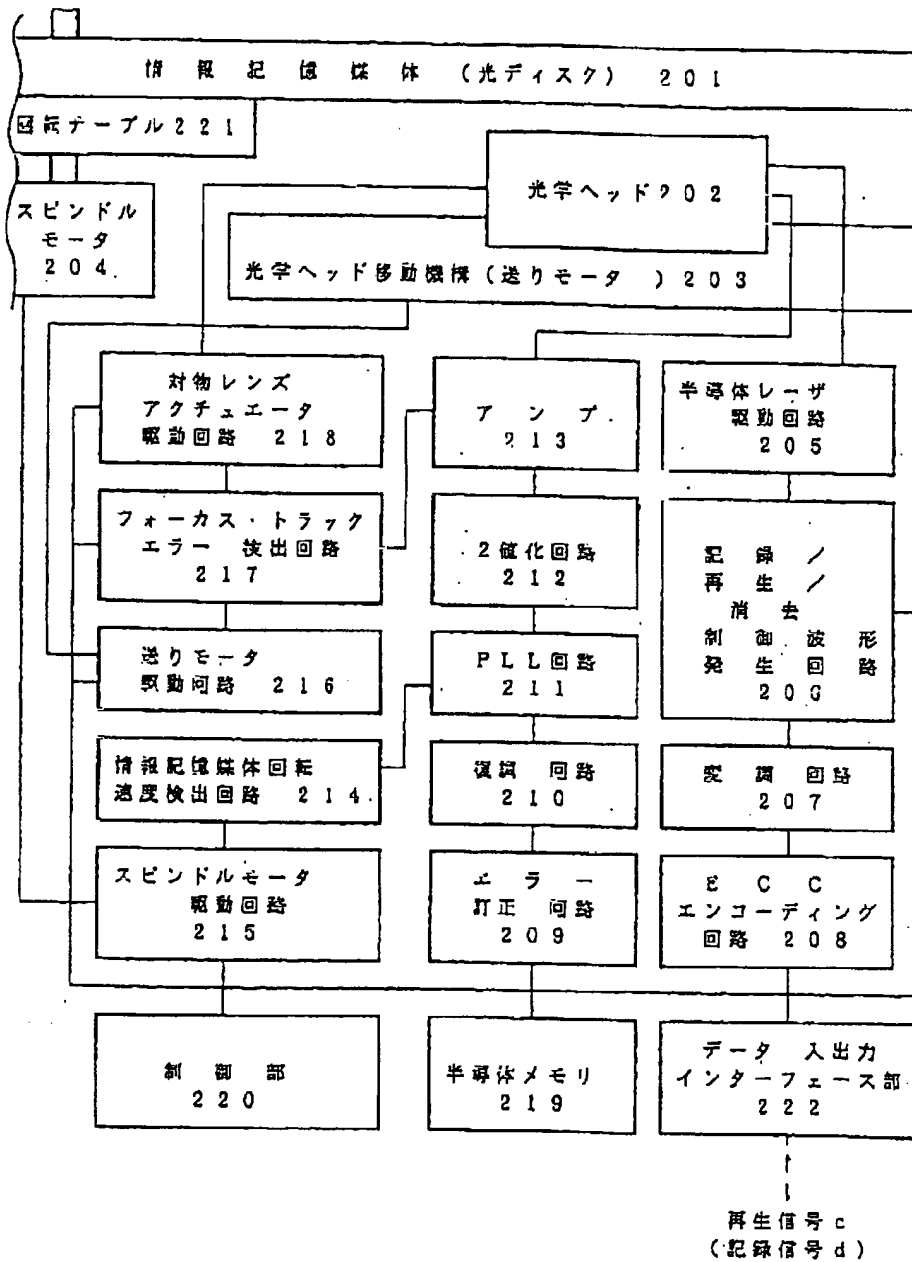 情報記憶媒体(光ディスク) 201
回転テーブル221
スピンドル
モータ
204
光学ヘッド202
光学ヘッド移動機構(送りモータ )203
対物レンズ
アクチュエータ
駆動回路 218
アンプ
213
半導体レーザ
駆動回路
205
フォーカス・トラック
エラー 検出回路
217
2値化回路
212
記録/
再生/
消去
制御波形
発生回路
206
送りモータ
駆動回路 216
PLL回路
211
情報記憶媒体回転
速度検出回路 214
復調回路
210
変調回路
207
スピンドルモータ
駆動回路
215
エラー
訂正回路
209
ECC
エンコーディング
回路 208
制御部
220
半導体メモリ
219
データ 入出力
インターフェース部
222
再生信号c
(記録信号d)